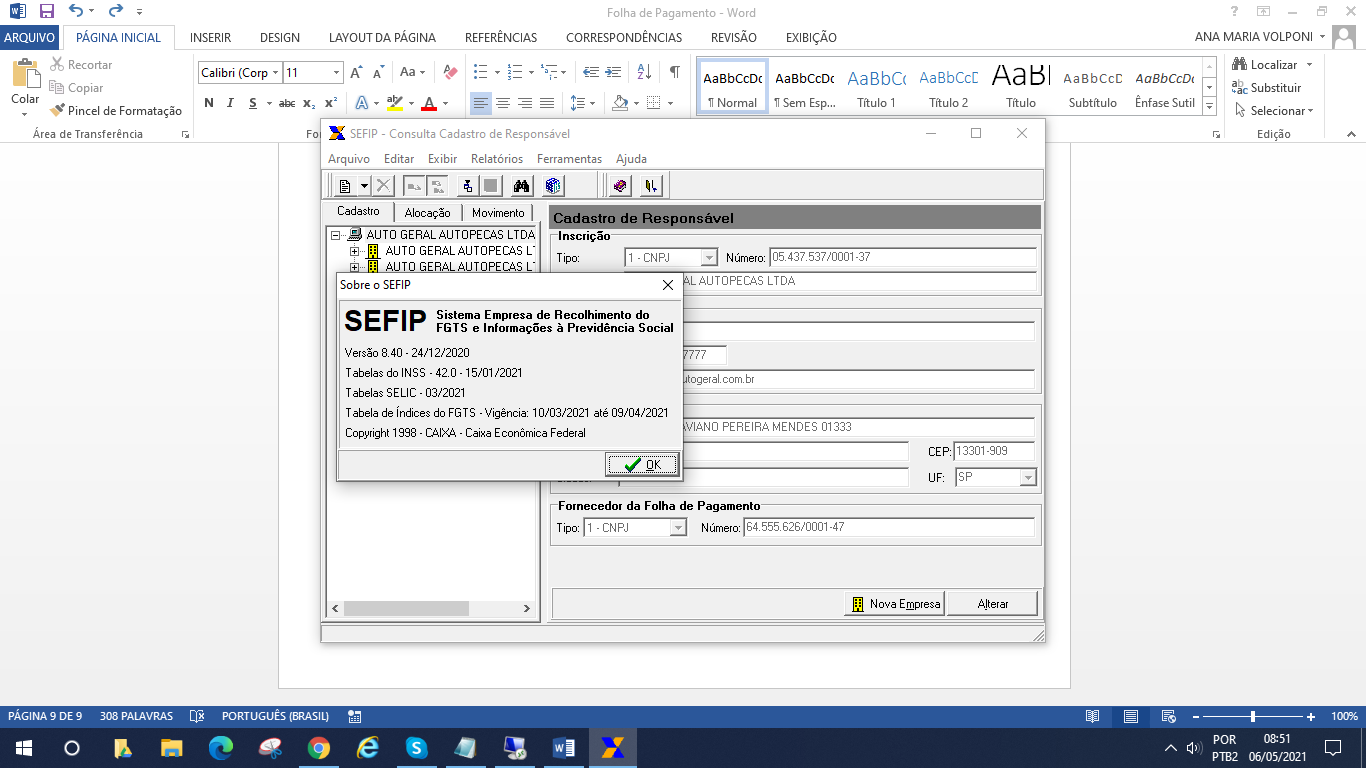 Folha de Pagamento - Word
ARQUIVO PÁGINA INICIAL INSERIR DESIGN LAYOUT DA PÁGINA REFERÊNCIAS CORRESPONDÊNCIAS REVISÃO EXIBIÇÃO ANA MARIA VOLPONI
Colar
Recortar
Copiar
Pincel de Formatação
Área de Transferência
Calibri (Corp 11
N I S abc x₂ x²
AaBbCcDc AaBbCcDc AaBbCc AaBbCcD AaBl AaBbCcD AaBbCcDc
¶ Normal ¶ Sem Esp... Título 1 Título 2 Título Subtítulo Ênfase Sutil
Localizar
Substituir
Selecionar
Edição
SEFIP - Consulta Cadastro de Responsável
Arquivo Editar Exibir Relatórios Ferramentas Ajuda
Cadastro Alocação Movimento
AUTO GERAL AUTOPECAS LTDA
AUTO GERAL AUTOPECAS LT
AUTO GERAL AUTOPECAS LT
Cadastro de Responsável
Inscrição
Tipo: 1 - CNPJ Número: 05.437.537/0001-37
AL AUTOPECAS LTDA
7777
utogeral.com.br
AVIANO PEREIRA MENDES 01333
CEP: 13301-909
UF: SP
Fornecedor da Folha de Pagamento
Tipo: 1 - CNPJ Número: 64.555.626/0001-47
Nova Empresa Alterar
Sobre o SEFIP
SEFIP Sistema Empresa de Recolhimento do
FGTS e Informações à Previdência Social
Versão 8.40 - 24/12/2020
Tabelas do INSS - 42.0 - 15/01/2021
Tabelas SELIC - 03/2021
Tabela de Índices do FGTS - Vigência: 10/03/2021 até 09/04/2021
Copyright 1998 - CAIXA - Caixa Econômica Federal
OK
PÁGINA 9 DE 9 308 PALAVRAS PORTUGUÊS (BRASIL) 100%
POR
PTB2
08:51
06/05/2021